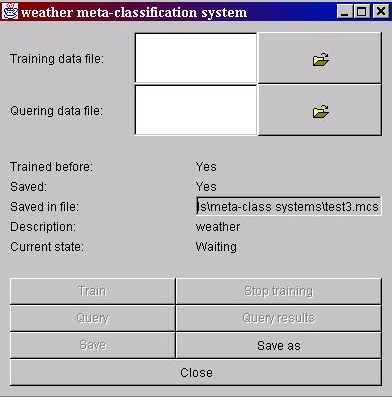 weather meta-classification system
Training data file:
Quering data file:
Trained before: Yes
Saved: Yes
Saved in file: ls\meta-class systems\test3.mcs
Description: weather
Current state: Waiting
Train Stop training
Query Query results
Save Save as
Close